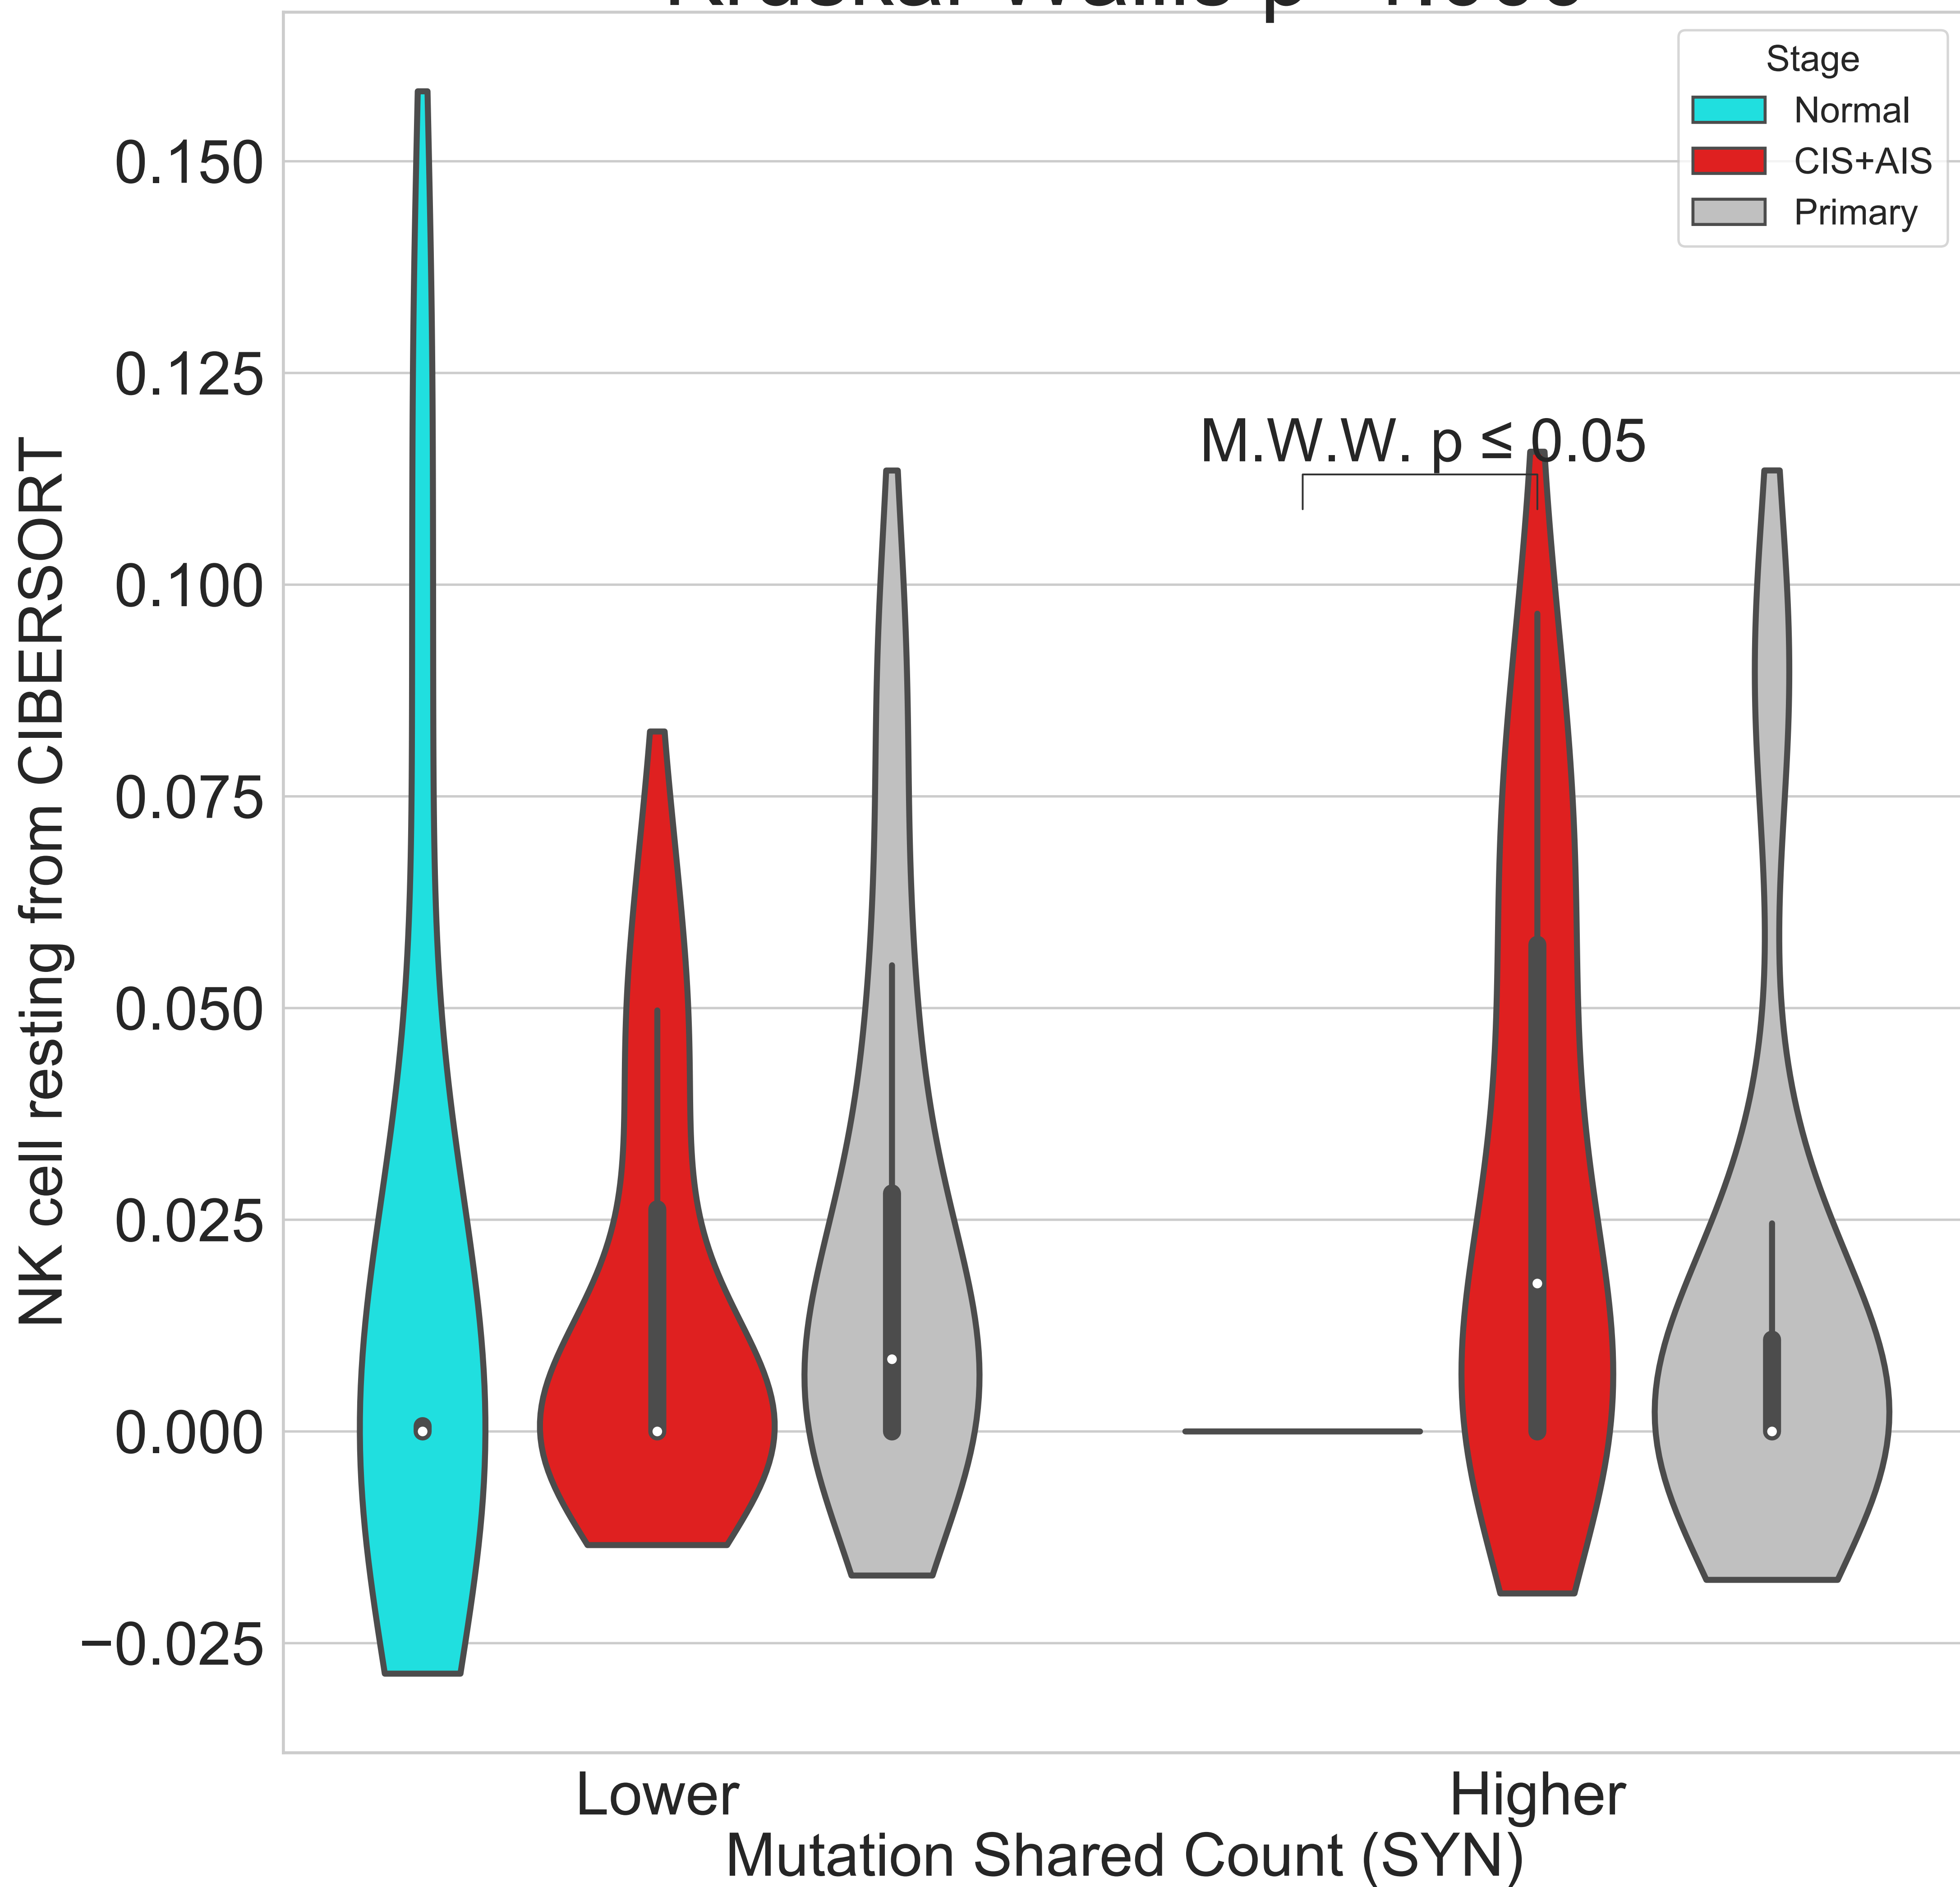 Stage
Normal
CIS+AIS
Primary
0.150
0.125
0.100
0.075
0.050
0.025
0.000
−0.025
NK cell resting from CIBERSORT
M.W.W. p ≤ 0.05
Lower
Higher
Mutation Shared Count (SYN)